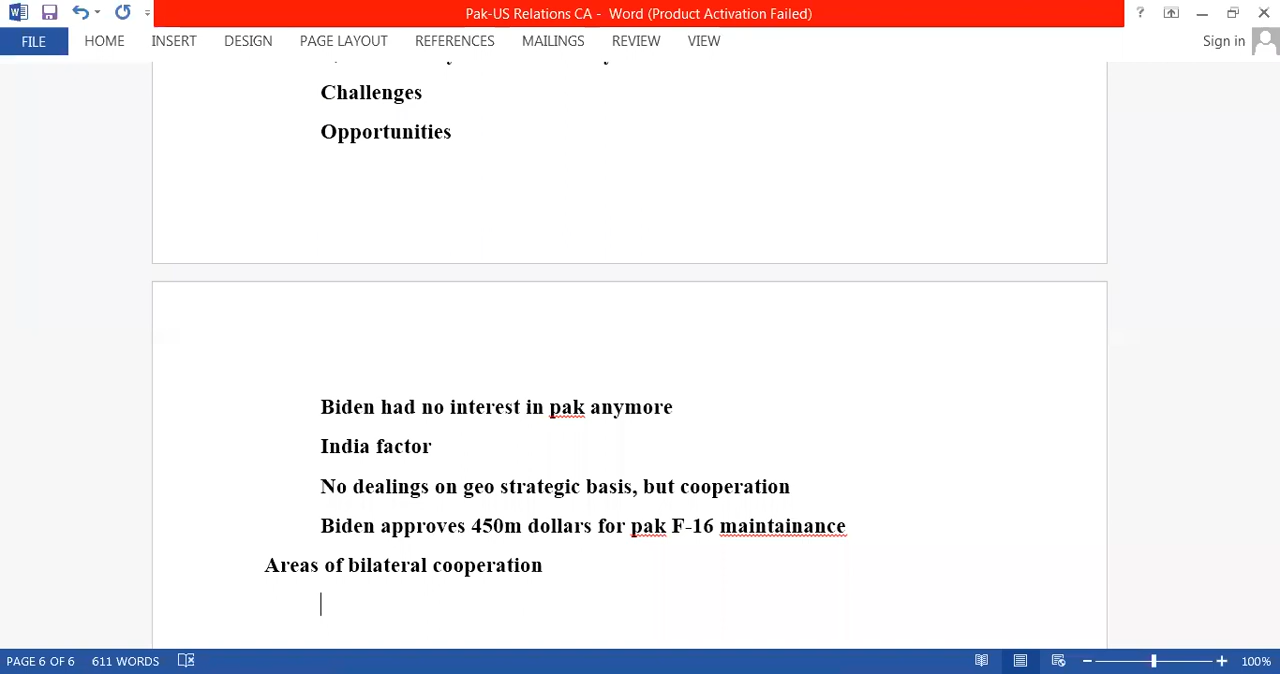 Pak-US Relations CA - Word (Product Activation Failed)
FILE HOME INSERT DESIGN PAGE LAYOUT REFERENCES MAILINGS REVIEW VIEW Sign in
Challenges
Opportunities
Biden had no interest in pak anymore
India factor
No dealings on geo strategic basis, but cooperation
Biden approves 450m dollars for pak F-16 maintainance
Areas of bilateral cooperation
PAGE 6 OF 6 611 WORDS 100%